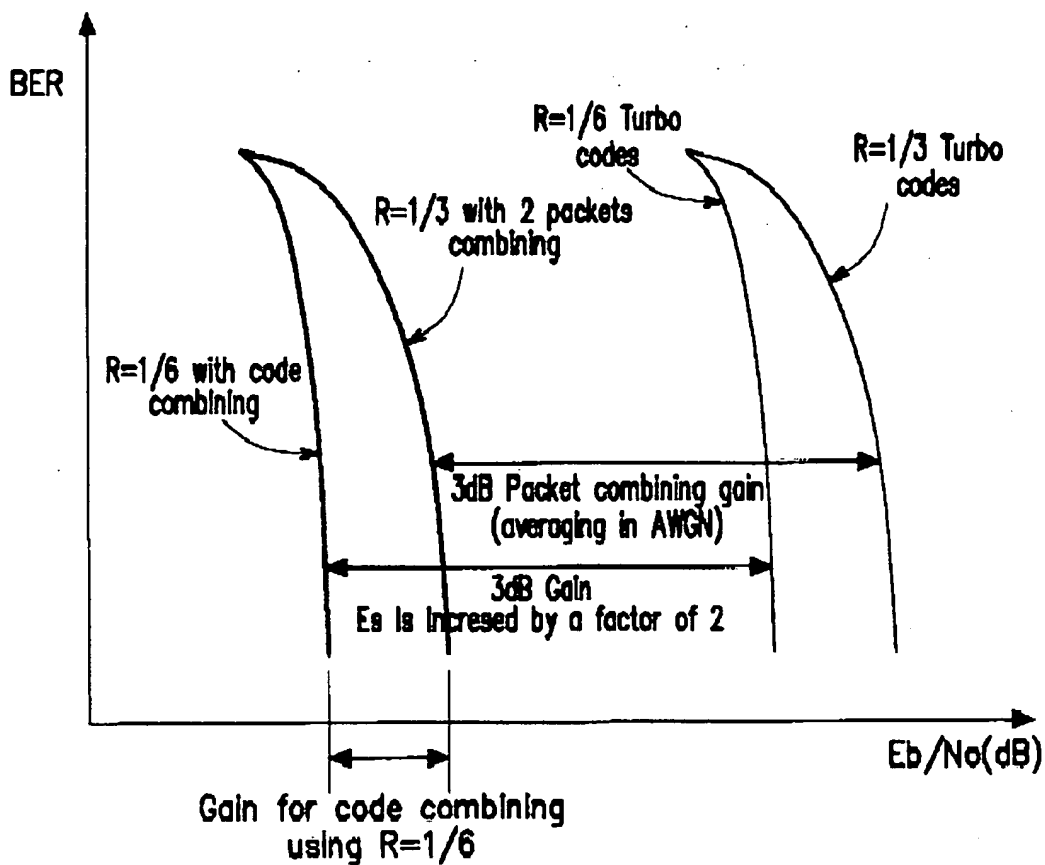 BER
R=1/6 Turbo
codes
R=1/3 Turbo
codes
R=1/3 with 2 packets
combining
R=1/6 with code
combining
3dB Packet combining gain
(averaging in AWGN)
3dB Gain
Es is incresed by a factor of 2
Eb/No(dB)
Gain for code combining
using R=1/6